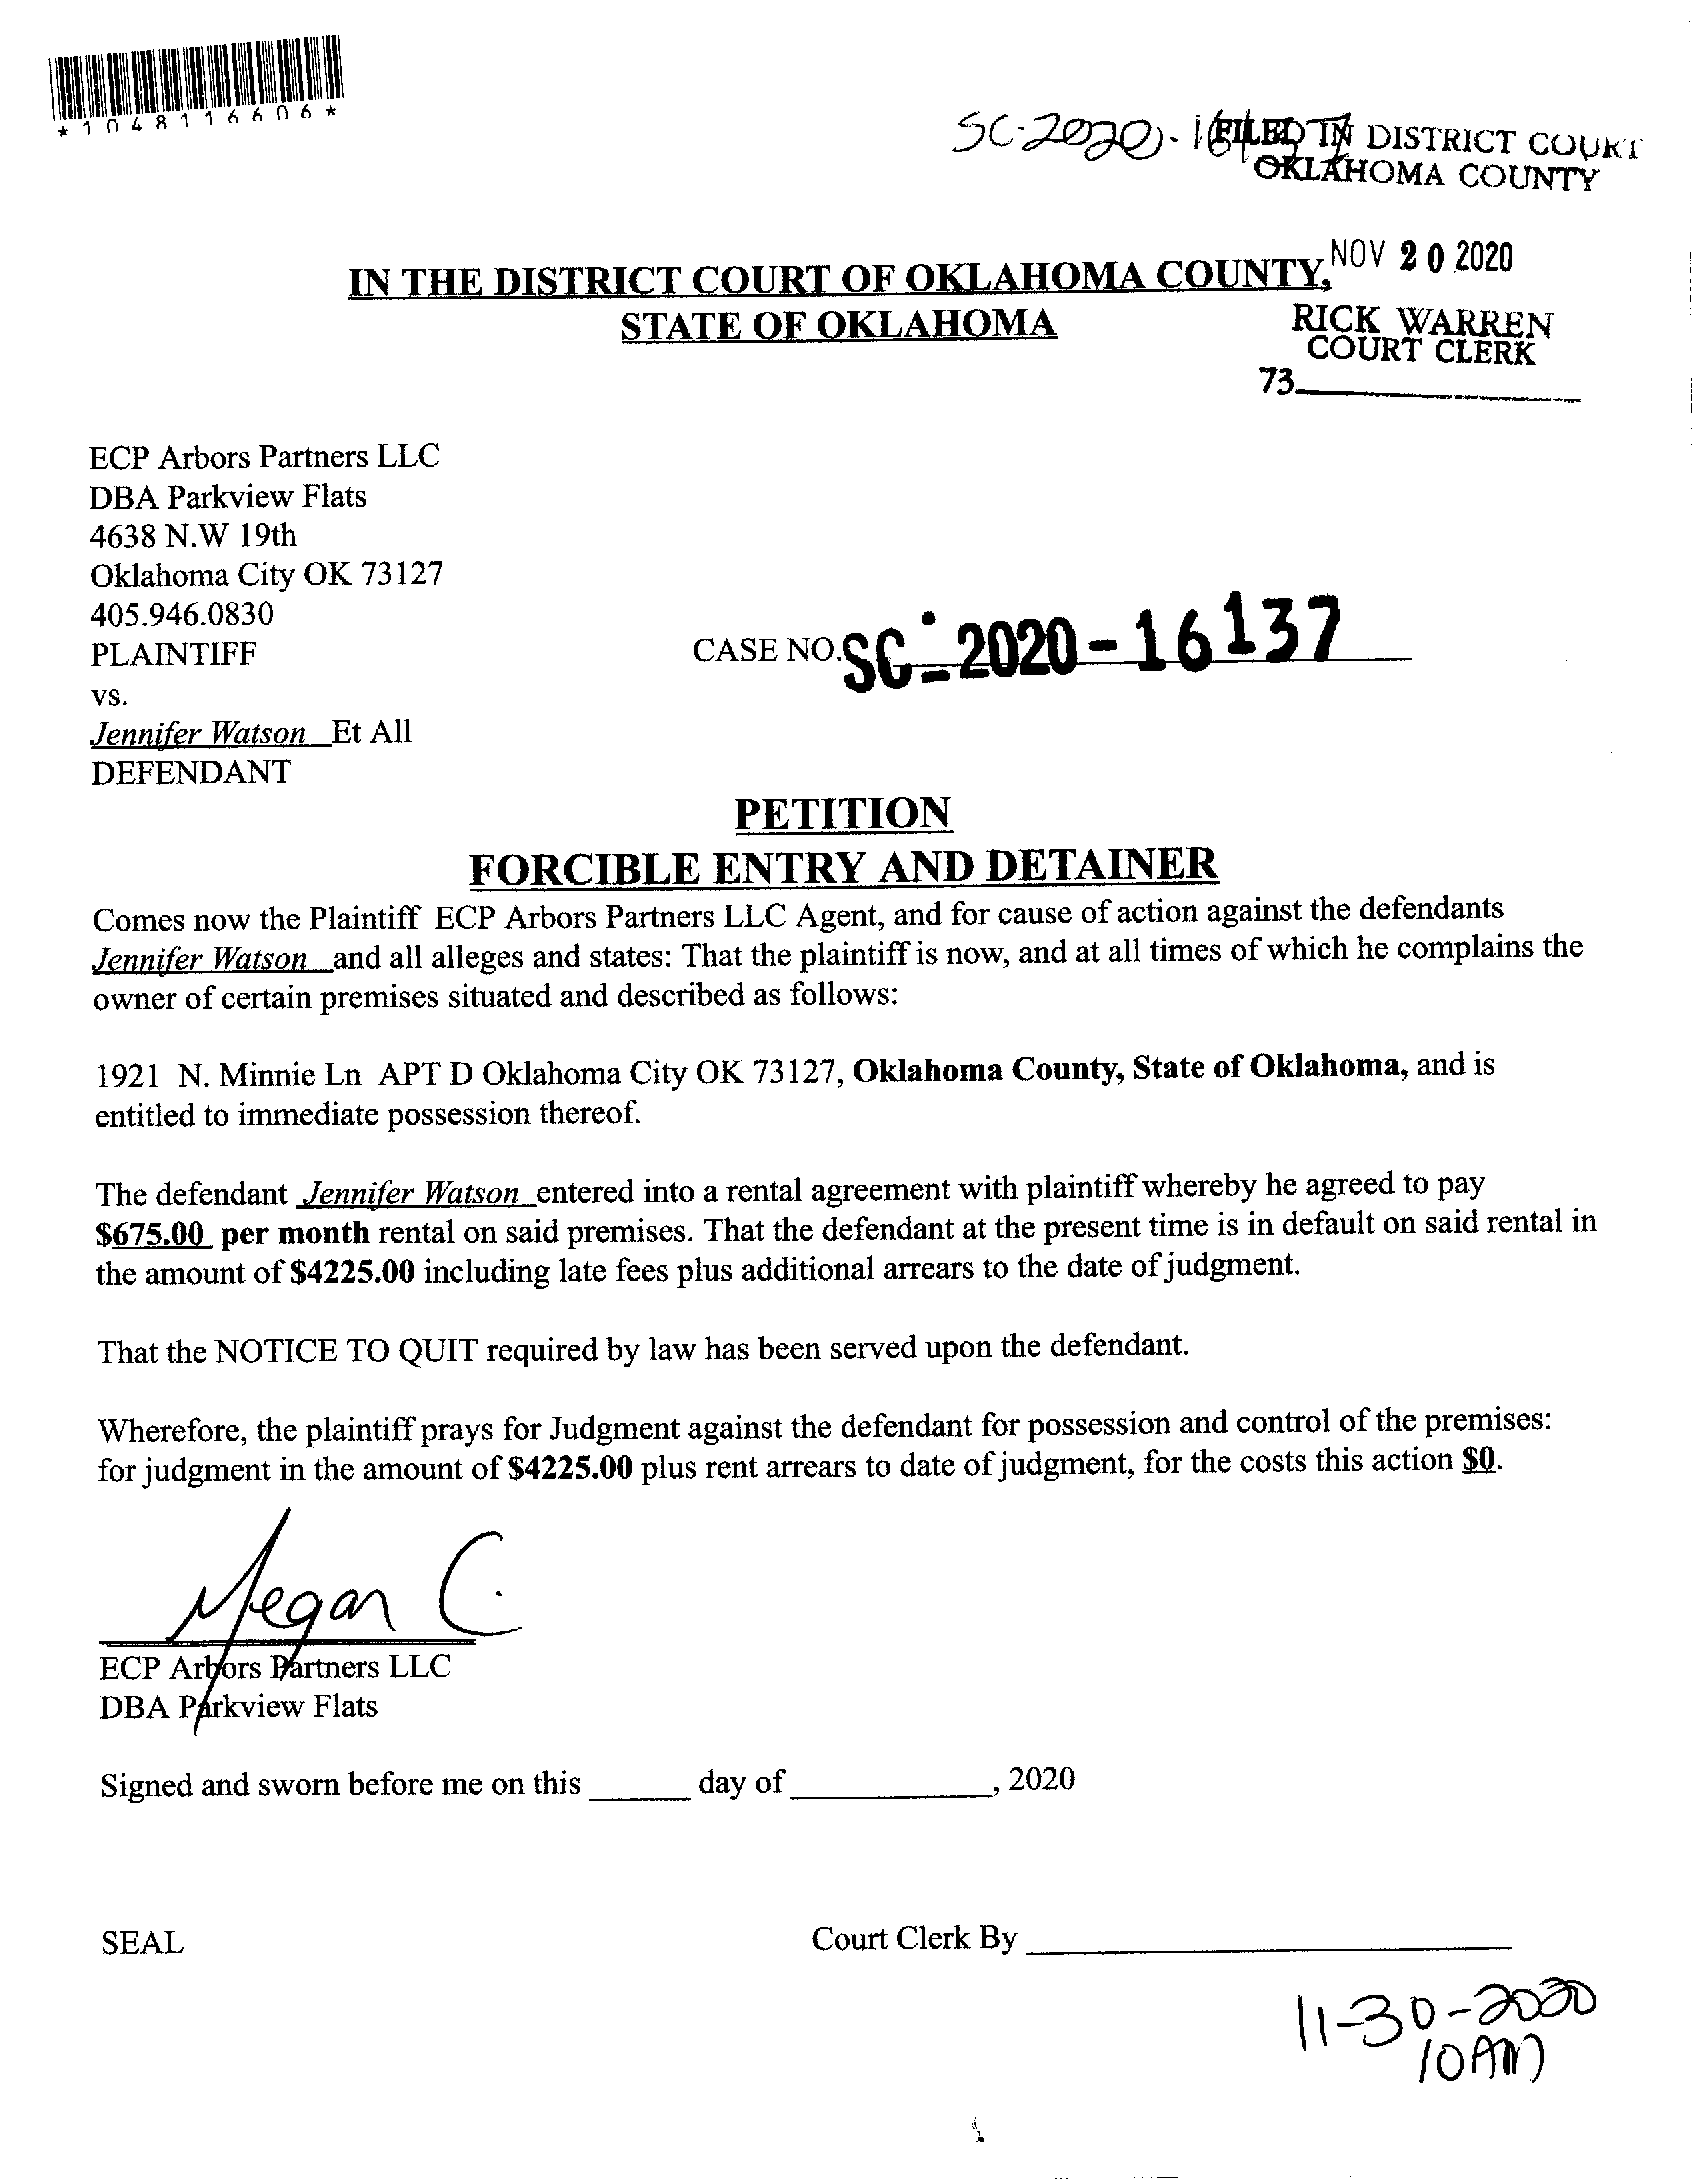 *1048116606*
SC-2020-16137
FILED IN DISTRICT COURT
OKLAHOMA COUNTY
NOV 20 2020
RICK WARREN
COURT CLERK
73
IN THE DISTRICT COURT OF OKLAHOMA COUNTY,
STATE OF OKLAHOMA
ECP Arbors Partners LLC
DBA Parkview Flats
4638 N.W 19th
Oklahoma City OK 73127
405.946.0830
PLAINTIFF
CASE NO. SC-2020-16137
vs.
Jennifer Watson Et All
DEFENDANT
PETITION
FORCIBLE ENTRY AND DETAINER
Comes now the Plaintiff ECP Arbors Partners LLC Agent, and for cause of action against the defendants
Jennifer Watson and all alleges and states: That the plaintiff is now, and at all times of which he complains the
owner of certain premises situated and described as follows:
1921 N. Minnie Ln APT D Oklahoma City OK 73127, Oklahoma County, State of Oklahoma, and is
entitled to immediate possession thereof.
The defendant Jennifer Watson entered into a rental agreement with plaintiff whereby he agreed to pay
$675.00 per month rental on said premises. That the defendant at the present time is in default on said rental in
the amount of $4225.00 including late fees plus additional arrears to the date of judgment.
That the NOTICE TO QUIT required by law has been served upon the defendant.
Wherefore, the plaintiff prays for Judgment against the defendant for possession and control of the premises:
for judgment in the amount of $4225.00 plus rent arrears to date of judgment, for the costs this action $0.
Megan C.
ECP Arbors Partners LLC
DBA Parkview Flats
Signed and sworn before me on this ______ day of ____________, 2020
SEAL
Court Clerk By ____________
11-30-2020
10AM